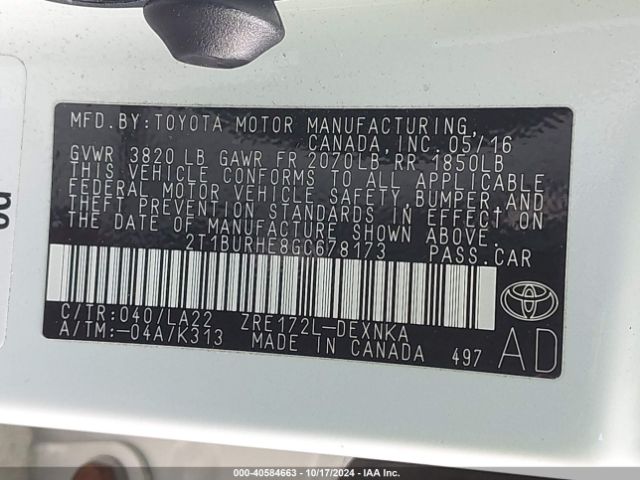 MFD.BY:TOYOTA MOTOR MANUFACTURING,
CANADA,INC. 05/16
GVWR 3820 LB GAWR FR 2070LB RR 1850LB
THIS VEHICLE CONFORMS TO ALL APPLICABLE
FEDERAL MOTOR VEHICLE SAFETY,BUMPER,AND
THEFT PREVENTION STANDARDS IN EFFECT ON
THE DATE OF MANUFACTURE SHOWN ABOVE.
2T1BURHE8GC678173 PASS.CAR
C/TR:040/LA22 ZRE172L-DEXNKA
A/TM:-04A/K313 MADE IN CANADA 497
AD
000-40584663 - 10/17/2024 - IAA Inc.